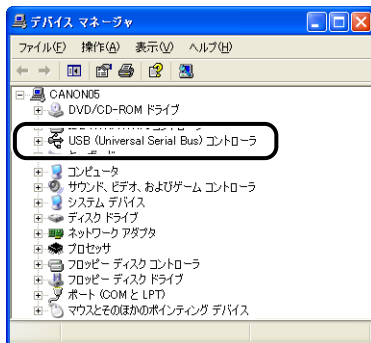 デバイス マネージャ
ファイル(F) 操作(A) 表示(V) ヘルプ(H)
CANON05
DVD/CD-ROM ドライブ
USB (Universal Serial Bus) コントローラ
コンピュータ
サウンド、ビデオ、およびゲーム コントローラ
システム デバイス
ディスク ドライブ
ネットワーク アダプタ
プロセッサ
フロッピー ディスク コントローラ
フロッピー ディスク ドライブ
ポート (COM と LPT)
マウスとそのほかのポインティング デバイス